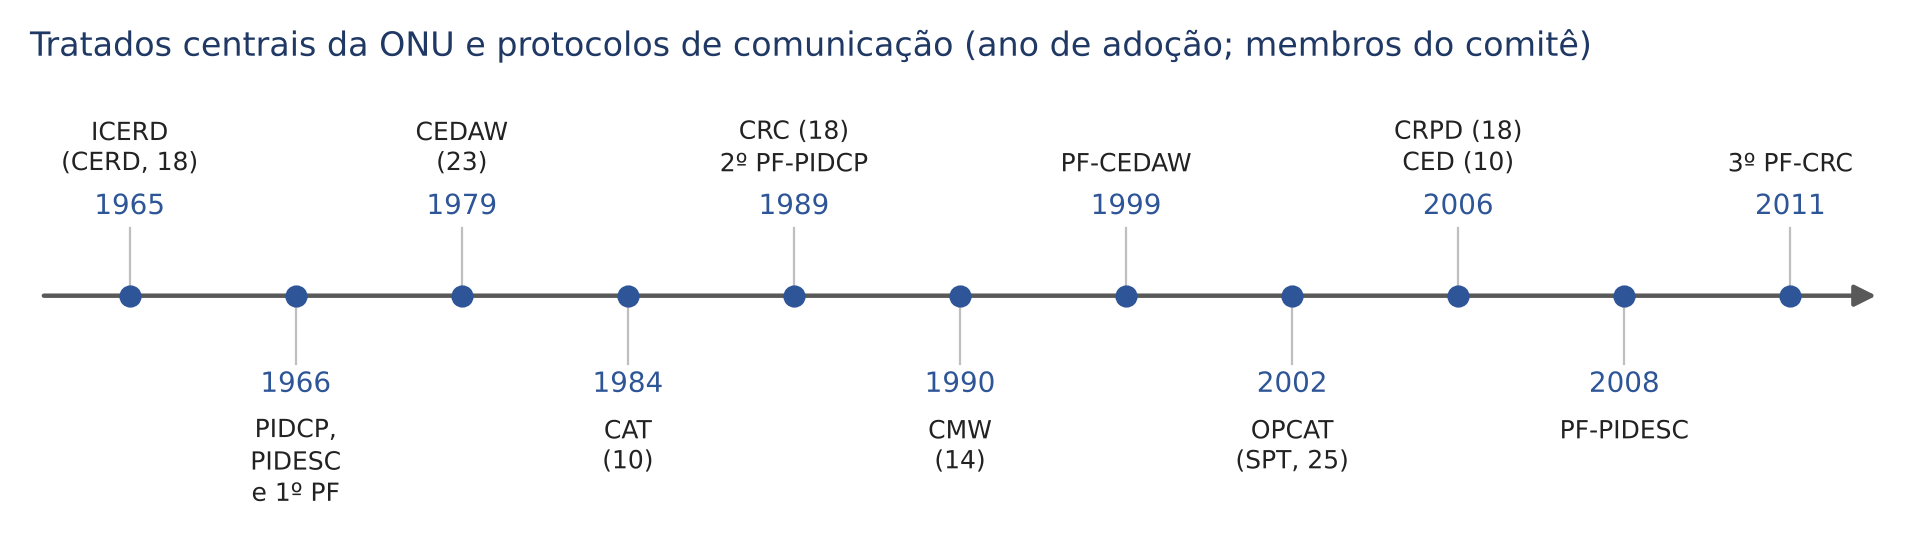 Tratados centrais da ONU e protocolos de comunicação (ano de adoção; membros do comitê)
ICERD
(CERD, 18)
1965
CEDAW
(23)
1979
CRC (18)
2º PF-PIDCP
1989
PF-CEDAW
1999
CRPD (18)
CED (10)
2006
3º PF-CRC
2011
1966
PIDCP,
PIDESC
e 1º PF
1984
CAT
(10)
1990
CMW
(14)
2002
OPCAT
(SPT, 25)
2008
PF-PIDESC